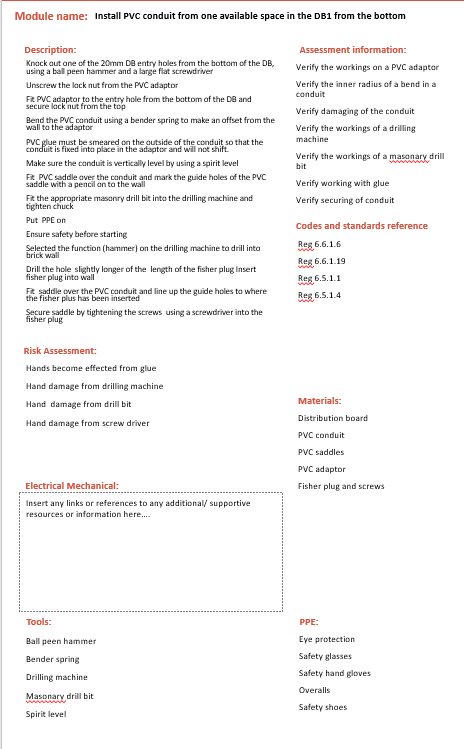 Module name: Install PVC conduit from one available space in the DB1 from the bottom
Description:
Knock out one of the 20mm DB entry holes from the bottom of the DB,
using a ball peen hammer and a large flat screwdriver
Unscrew the lock nut from the PVC adaptor
Fit PVC adaptor to the entry hole from the bottom of the DB and
secure lock nut from the top
Bend the PVC conduit using a bender spring to make an offset from the
wall to the adaptor
PVC glue must be smeared on the outside of the conduit so that the
conduit is fixed into place in the adaptor and will not shift.
Make sure the conduit is vertically level by using a spirit level
Fit PVC saddle over the conduit and mark the guide holes of the PVC
saddle with a pencil on to the wall
Fit the appropriate masonry drill bit into the drilling machine and
tighten chuck
Put PPE on
Ensure safety before starting
Selected the function (hammer) on the drilling machine to drill into
brick wall
Drill the hole slightly longer of the length of the fisher plug Insert
fisher plug into wall
Fit saddle over the PVC conduit and line up the guide holes to where
the fisher plus has been inserted
Secure saddle by tightening the screws using a screwdriver into the
fisher plug
Assessment information:
Verify the workings on a PVC adaptor
Verify the inner radius of a bend in a
conduit
Verify damaging of the conduit
Verify the workings of a drilling
machine
Verify the workings of a masonary drill
bit
Verify working with glue
Verify securing of conduit
Codes and standards reference
Reg 6.6.1.6
Reg 6.6.1.19
Reg 6.5.1.1
Reg 6.5.1.4
Risk Assessment:
Hands become effected from glue
Hand damage from drilling machine
Hand damage from drill bit
Hand damage from screw driver
Materials:
Distribution board
PVC conduit
PVC saddles
PVC adaptor
Fisher plug and screws
Electrical Mechanical:
Insert any links or references to any additional/ supportive
resources or information here....
Tools:
Ball peen hammer
Bender spring
Drilling machine
Masonary drill bit
Spirit level
PPE:
Eye protection
Safety glasses
Safety hand gloves
Overalls
Safety shoes